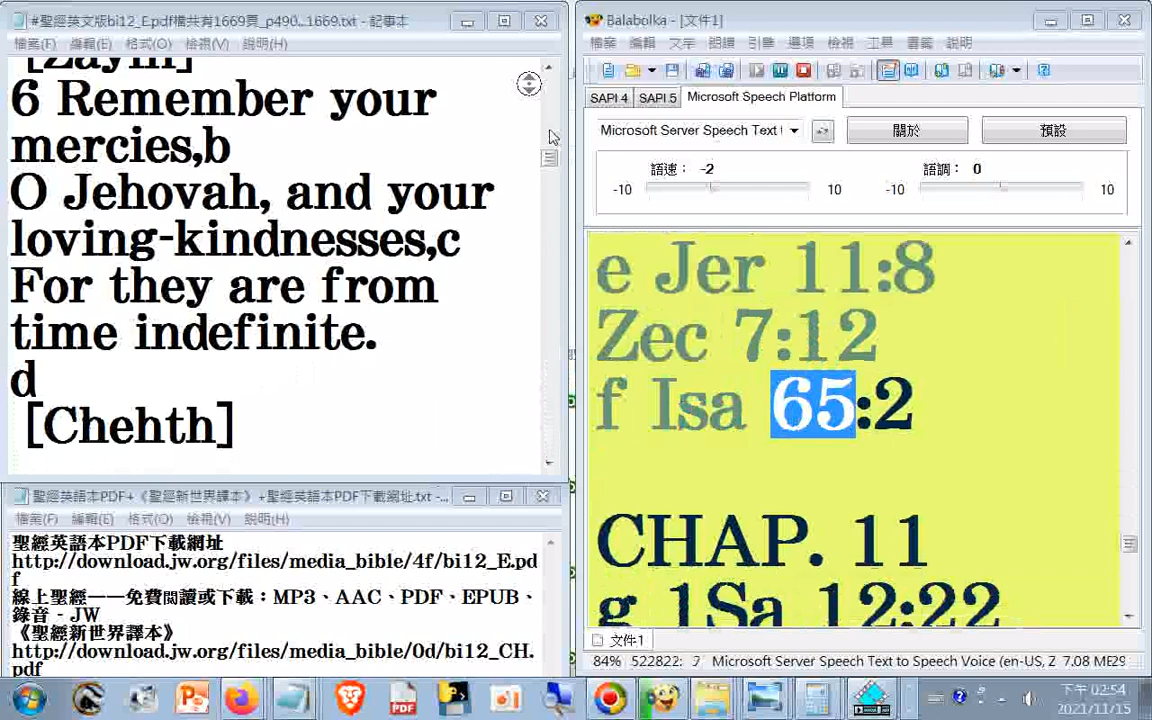 #聖經英文版bi12_E.pdf檔共有1669頁_p490...1669.txt - 記事本
檔案(F) 編輯(E) 格式(O) 檢視(V) 說明(H)
[Zayin]
6 Remember your
mercies,b
O Jehovah, and your
loving-kindnesses,c
For they are from
time indefinite.
d
[Chehth]
聖經英語本PDF+《聖經新世界譯本》+聖經英語本PDF下載網址.txt -...
檔案(F) 編輯(E) 格式(O) 檢視(V) 說明(H)
聖經英語本PDF下載網址
http://download.jw.org/files/media_bible/4f/bi12_E.pd
f
線上聖經——免費閱讀或下載：MP3、AAC、PDF、EPUB、
錄音 - JW
《聖經新世界譯本》
http://download.jw.org/files/media_bible/0d/bi12_CH.
pdf
Balabolka - [文件1]
檔案 編輯 文字 朗讀 引擎 選項 檢視 工具 書籤 說明
SAPI 4 SAPI 5 Microsoft Speech Platform
Microsoft Server Speech Text
關於 預設
語速： -2 語調： 0
-10 10 -10 10
e Jer 11:8
Zec 7:12
f Isa 65:2
CHAP. 11
g 1Sa 12:22
文件1
84% 522822: Microsoft Server Speech Text to Speech Voice (en-US, Z 7.08 ME29
PDF
下午 02:54
2021/11/15